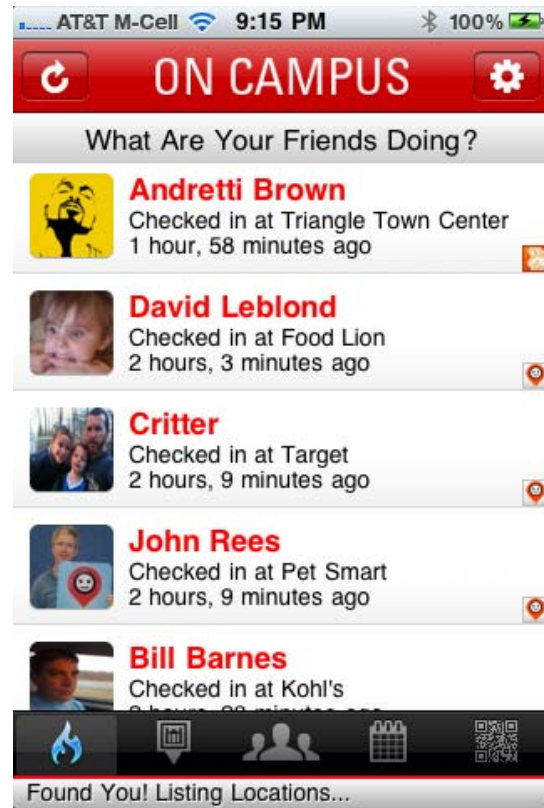 AT&T M-Cell 9:15 PM 100%
ON CAMPUS
What Are Your Friends Doing?
Andretti Brown
Checked in at Triangle Town Center
1 hour, 58 minutes ago
David Leblond
Checked in at Food Lion
2 hours, 3 minutes ago
Critter
Checked in at Target
2 hours, 9 minutes ago
John Rees
Checked in at Pet Smart
2 hours, 9 minutes ago
Bill Barnes
Checked in at Kohl's
Found You! Listing Locations...